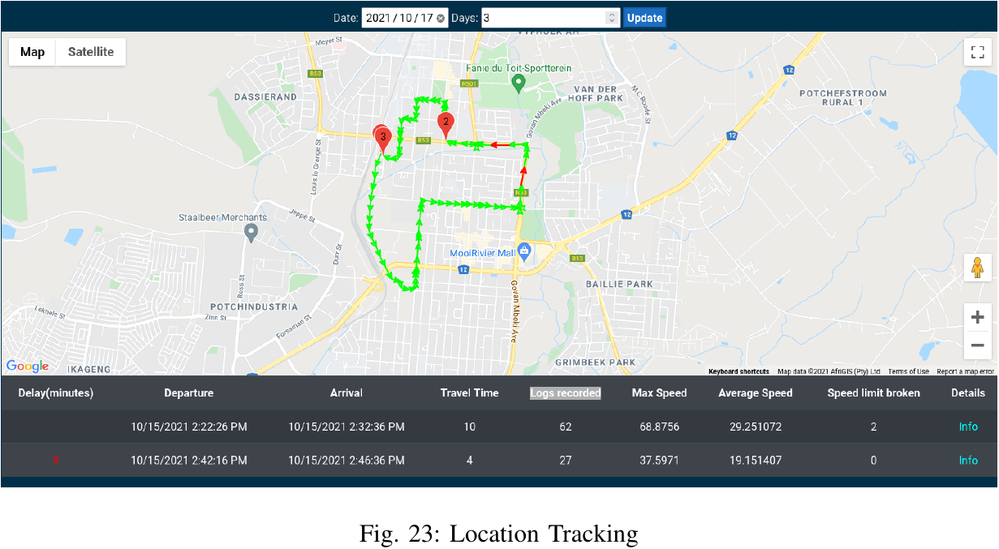 Date: 2021 / 10 / 17 Days: 3 Update
Map Satellite
Meyer St
R53
R501
Fanie du Toit-Sportterein
DASSIERAND
VAN DER
HOFF PARK
M C Roode St
12
POTCHEFSTROOM
RURAL 1
Govan Mbeki Ave
2
3
R53
12
Louis le Grange St
R53
Staalbeer Merchants
Jeppe St
12
Durr St
MooiRivier Mall
12
R53
Ross St
BAILLIE PARK
POTCHINDUSTRIA
Zinn St
Forssman St
Govan Mbeki Ave
GRIMBEEK PARK
Google
IKAGENG
Keyboard shortcuts Map data ©2021 AfriGIS (Pty) Ltd Terms of Use Report a map error
Delay(minutes) Departure Arrival Travel Time Logs recorded Max Speed Average Speed Speed limit broken Details
10/15/2021 2:22:26 PM 10/15/2021 2:32:36 PM 10 62 68.8756 29.251072 2 Info
9 10/15/2021 2:42:16 PM 10/15/2021 2:46:36 PM 4 27 37.5971 19.151407 0 Info
Fig. 23: Location Tracking